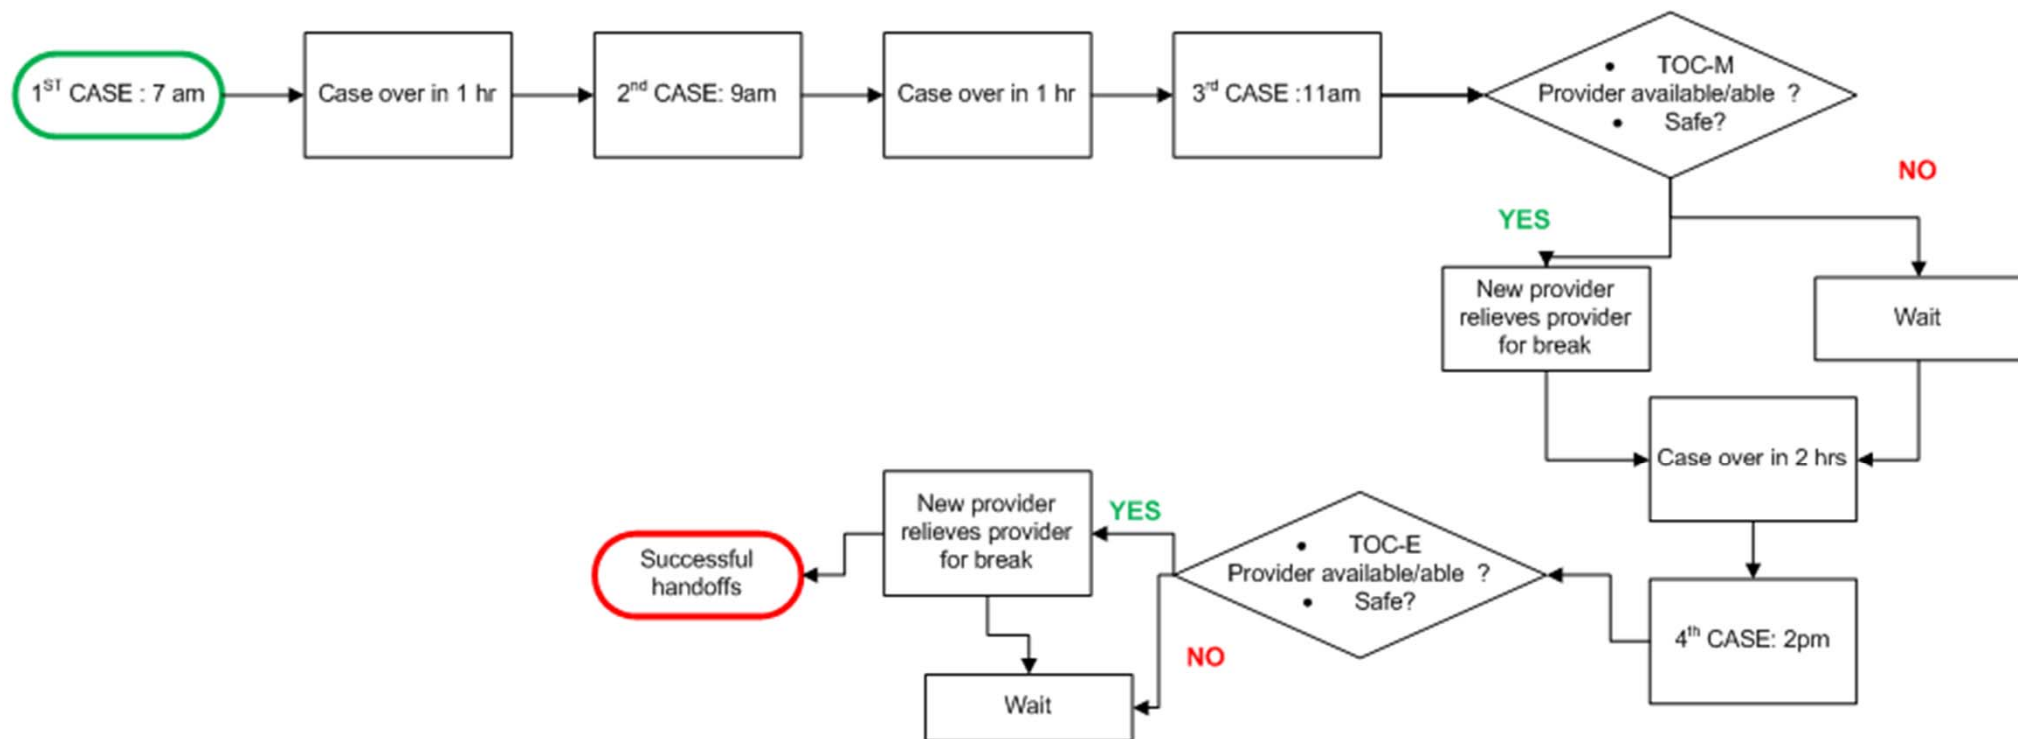 1ST CASE : 7 am
Case over in 1 hr
2nd CASE: 9am
Case over in 1 hr
3rd CASE :11am
• TOC-M
Provider available/able ?
• Safe?
NO
YES
New provider
relieves provider
for break
Wait
Case over in 2 hrs
4th CASE: 2pm
• TOC-E
Provider available/able ?
• Safe?
YES
NO
New provider
relieves provider
for break
Wait
Successful
handoffs